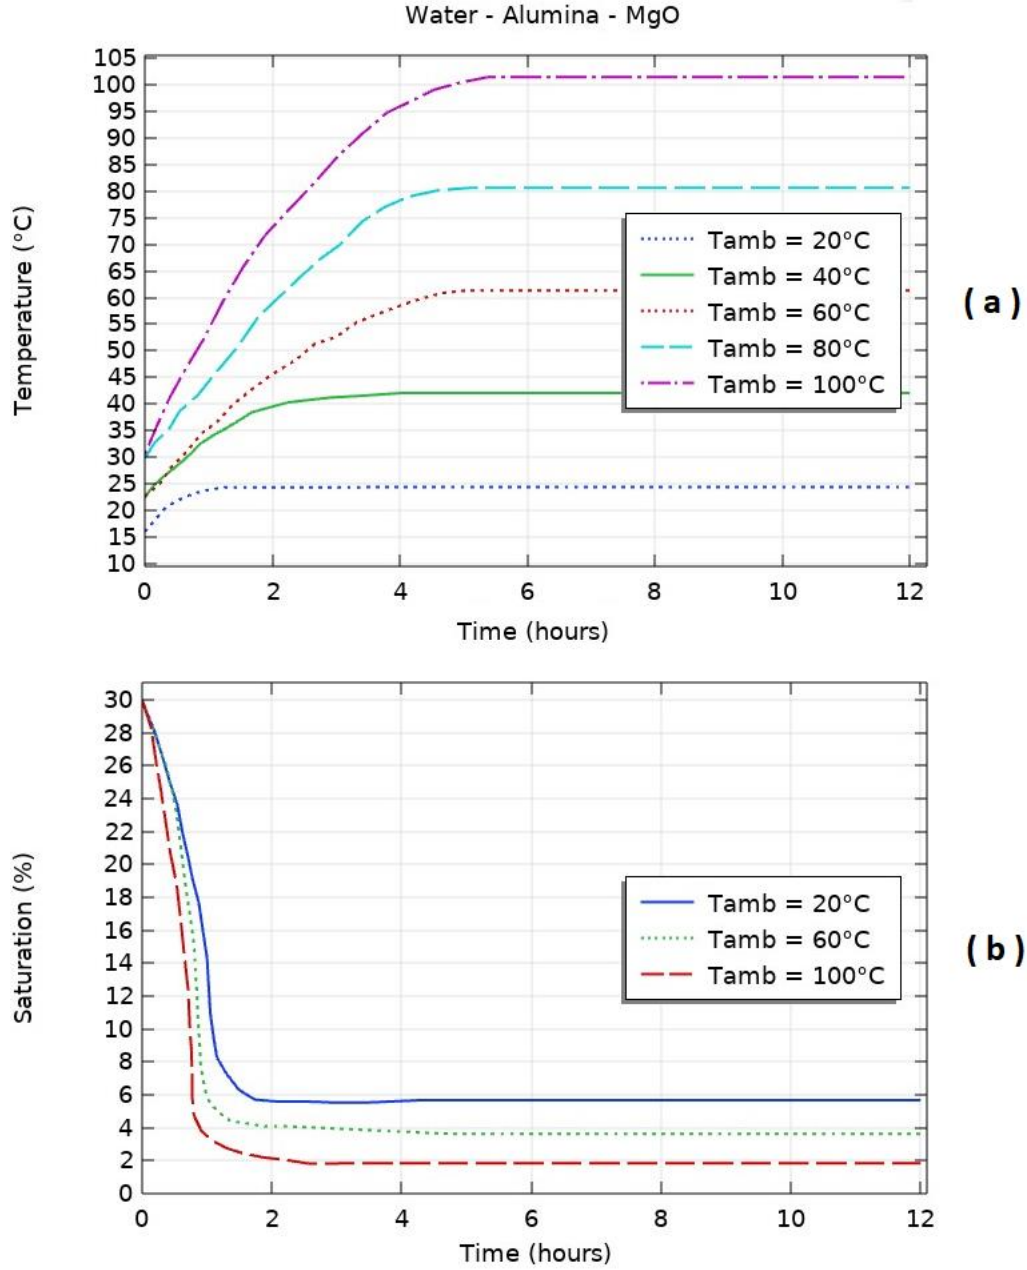 Water - Alumina - MgO
105
100
95
90
85
80
75
70
65
60
55
50
45
40
35
30
25
20
15
10
Temperature (°C)
Tamb = 20°C
Tamb = 40°C
Tamb = 60°C
Tamb = 80°C
Tamb = 100°C
( a )
0 2 4 6 8 10 12
Time (hours)
30
28
26
24
22
20
18
16
14
12
10
8
6
4
2
0
Saturation (%)
Tamb = 20°C
Tamb = 60°C
Tamb = 100°C
( b )
0 2 4 6 8 10 12
Time (hours)